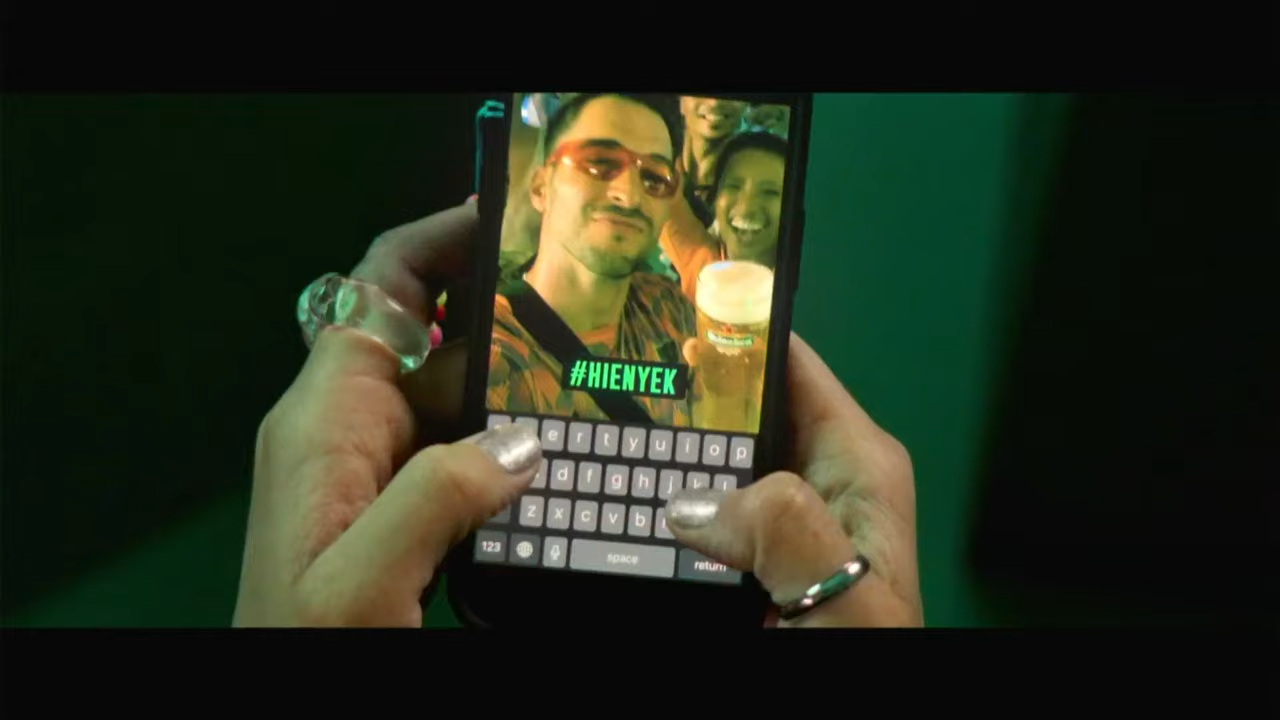 #HIENYEK
e r t y u i o p
d f g h j k l
z x c v b
123 space return